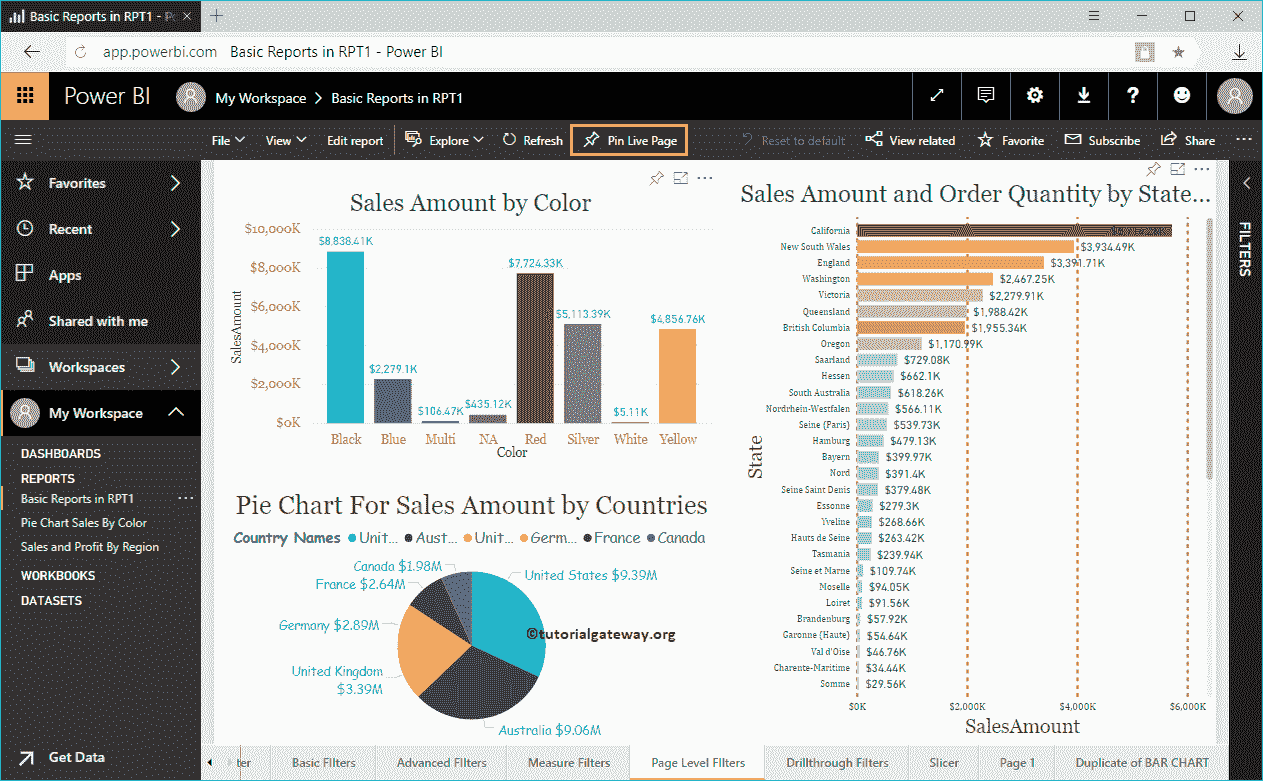 Basic Reports in RPT1 - Po
app.powerbi.com Basic Reports in RPT1 - Power BI
Power BI My Workspace > Basic Reports in RPT1
File View Edit report Explore Refresh Pin Live Page Reset to default View related Favorite Subscribe Share
Favorites
Recent
Apps
Shared with me
Workspaces
My Workspace
DASHBOARDS
REPORTS
Basic Reports in RPT1
Pie Chart Sales By Color
Sales and Profit By Region
WORKBOOKS
DATASETS
Get Data
Sales Amount by Color
SalesAmount
$10,000K
$8,000K
$6,000K
$4,000K
$2,000K
$0K
$8,838.41K
$2,279.1K
$106.47K
$435.12K
$7,724.33K
$5,113.39K
$5.11K
$4,856.76K
Black Blue Multi NA Red Silver White Yellow
Color
Pie Chart For Sales Amount by Countries
Country Names Unit... Aust... Unit... Germ... France Canada
Canada $1.98M
France $2.64M
Germany $2.89M
United Kingdom
$3.39M
United States $9.39M
Australia $9.06M
©tutorialgateway.org
Sales Amount and Order Quantity by State...
State
California
New South Wales $3,934.49K
England $3,391.71K
Washington $2,467.25K
Victoria $2,279.91K
Queensland $1,988.42K
British Columbia $1,955.34K
Oregon $1,170.99K
Saarland $729.08K
Hessen $662.1K
South Australia $618.26K
Nordrhein-Westfalen $566.11K
Seine (Paris) $539.73K
Hamburg $479.13K
Bayern $399.97K
Nord $391.4K
Seine Saint Denis $379.48K
Essonne $279.3K
Yveline $268.66K
Hauts de Seine $263.42K
Tasmania $239.94K
Seine et Marne $109.74K
Moselle $94.05K
Loiret $91.56K
Brandenburg $57.92K
Garonne (Haute) $54.64K
Val d'Oise $46.76K
Charente-Maritime $34.44K
Somme $29.56K
$0K $2,000K $4,000K $6,000K
SalesAmount
FILTERS
ter Basic FIlters Advanced FIlters Measure Filters Page Level FIlters Drillthrough Filters Slicer Page 1 Duplicate of BAR CHART